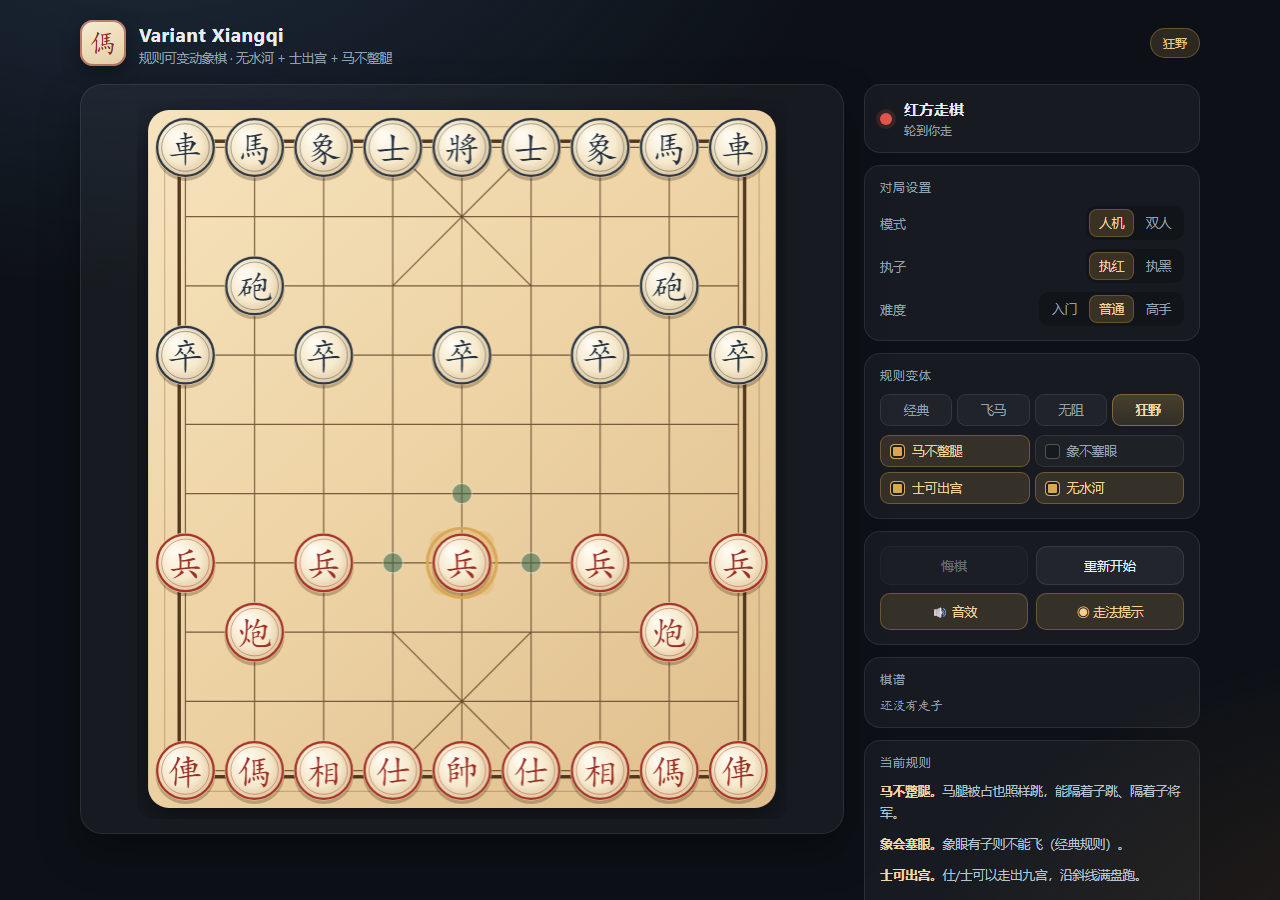 傌
Variant Xiangqi
规则可变动象棋 · 无水河 + 士出宫 + 马不蹩腿
狂野
車 馬 象 士 將 士 象 馬 車
砲 砲
卒 卒 卒 卒 卒
兵 兵 兵 兵 兵
炮 炮
俥 傌 相 仕 帥 仕 相 傌 俥
红方走棋
轮到你走
对局设置
模式 人机 双人
执子 执红 执黑
难度 入门 普通 高手
规则变体
经典 飞马 无阻 狂野
马不蹩腿 象不塞眼
士可出宫 无水河
悔棋 重新开始
音效 走法提示
棋谱
还没有走子
当前规则
马不蹩腿。马腿被占也照样跳，能隔着子跳、隔着子将
军。
象会塞眼。象眼有子则不能飞（经典规则）。
士可出宫。仕/士可以走出九宫，沿斜线满盘跑。